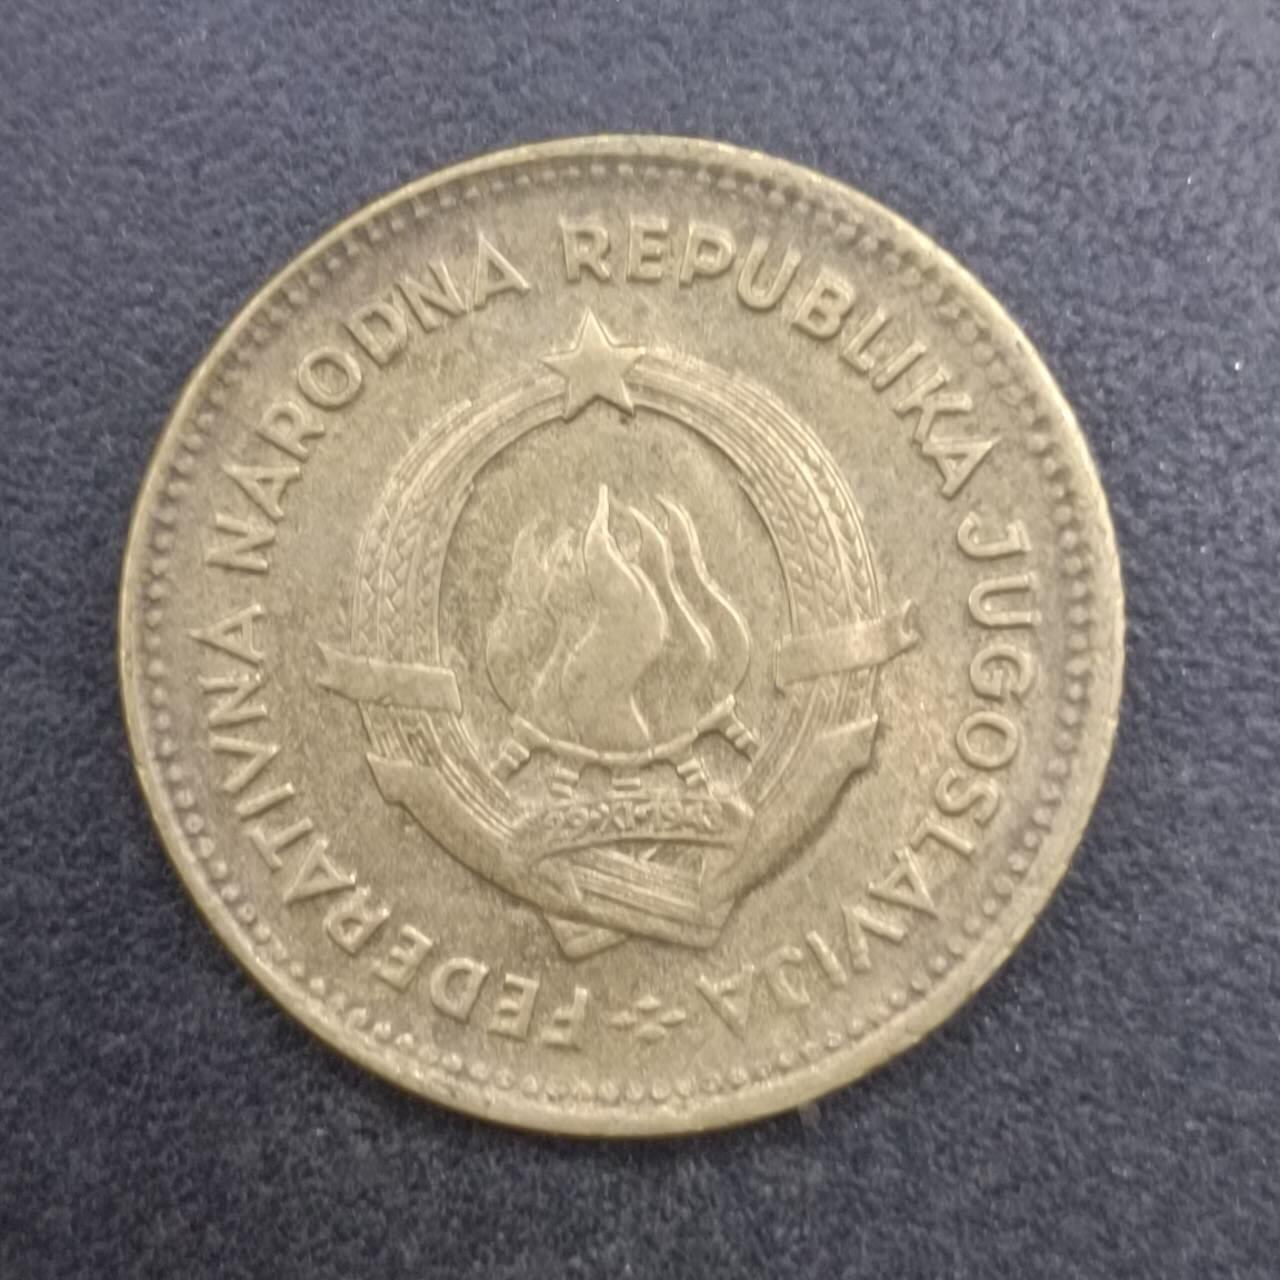 FEDERATIVNA NARODNA REPUBLIKA JUGOSLAVIJA
29·XI·1943